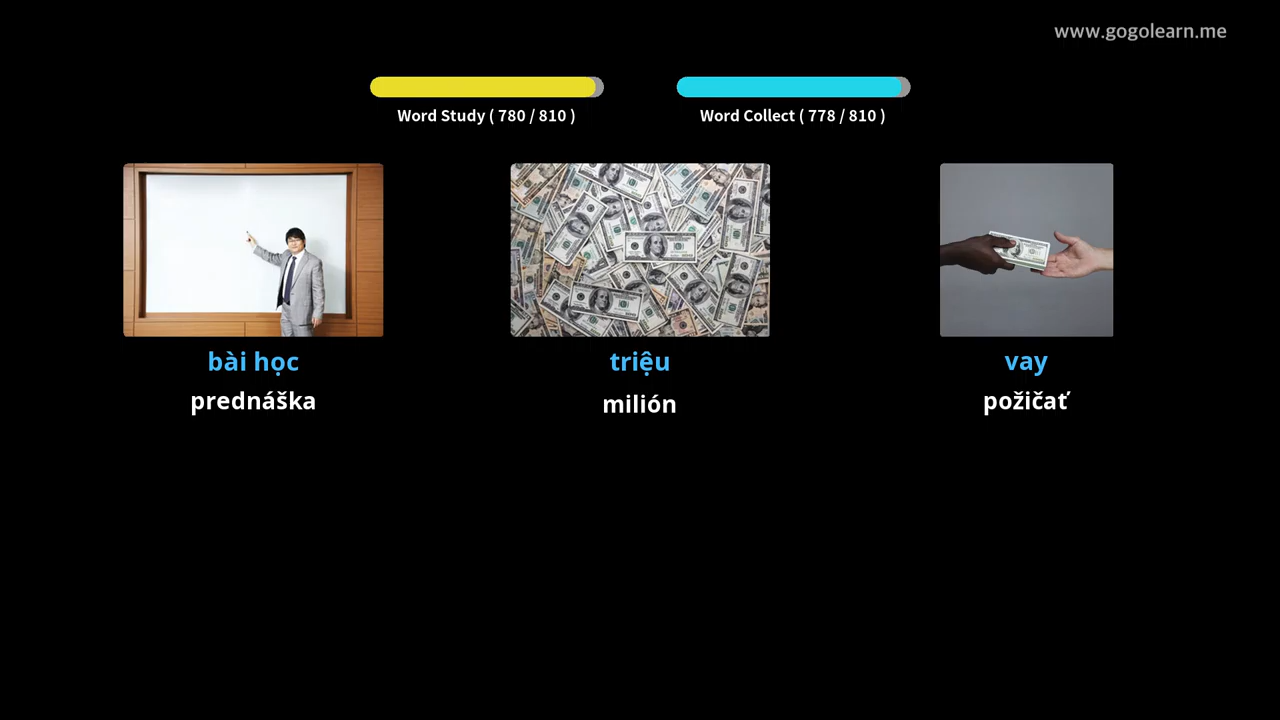 www.gogolearn.me
Word Study ( 780 / 810 )
Word Collect ( 778 / 810 )
bài học
prednáška
triệu
milión
vay
požičať